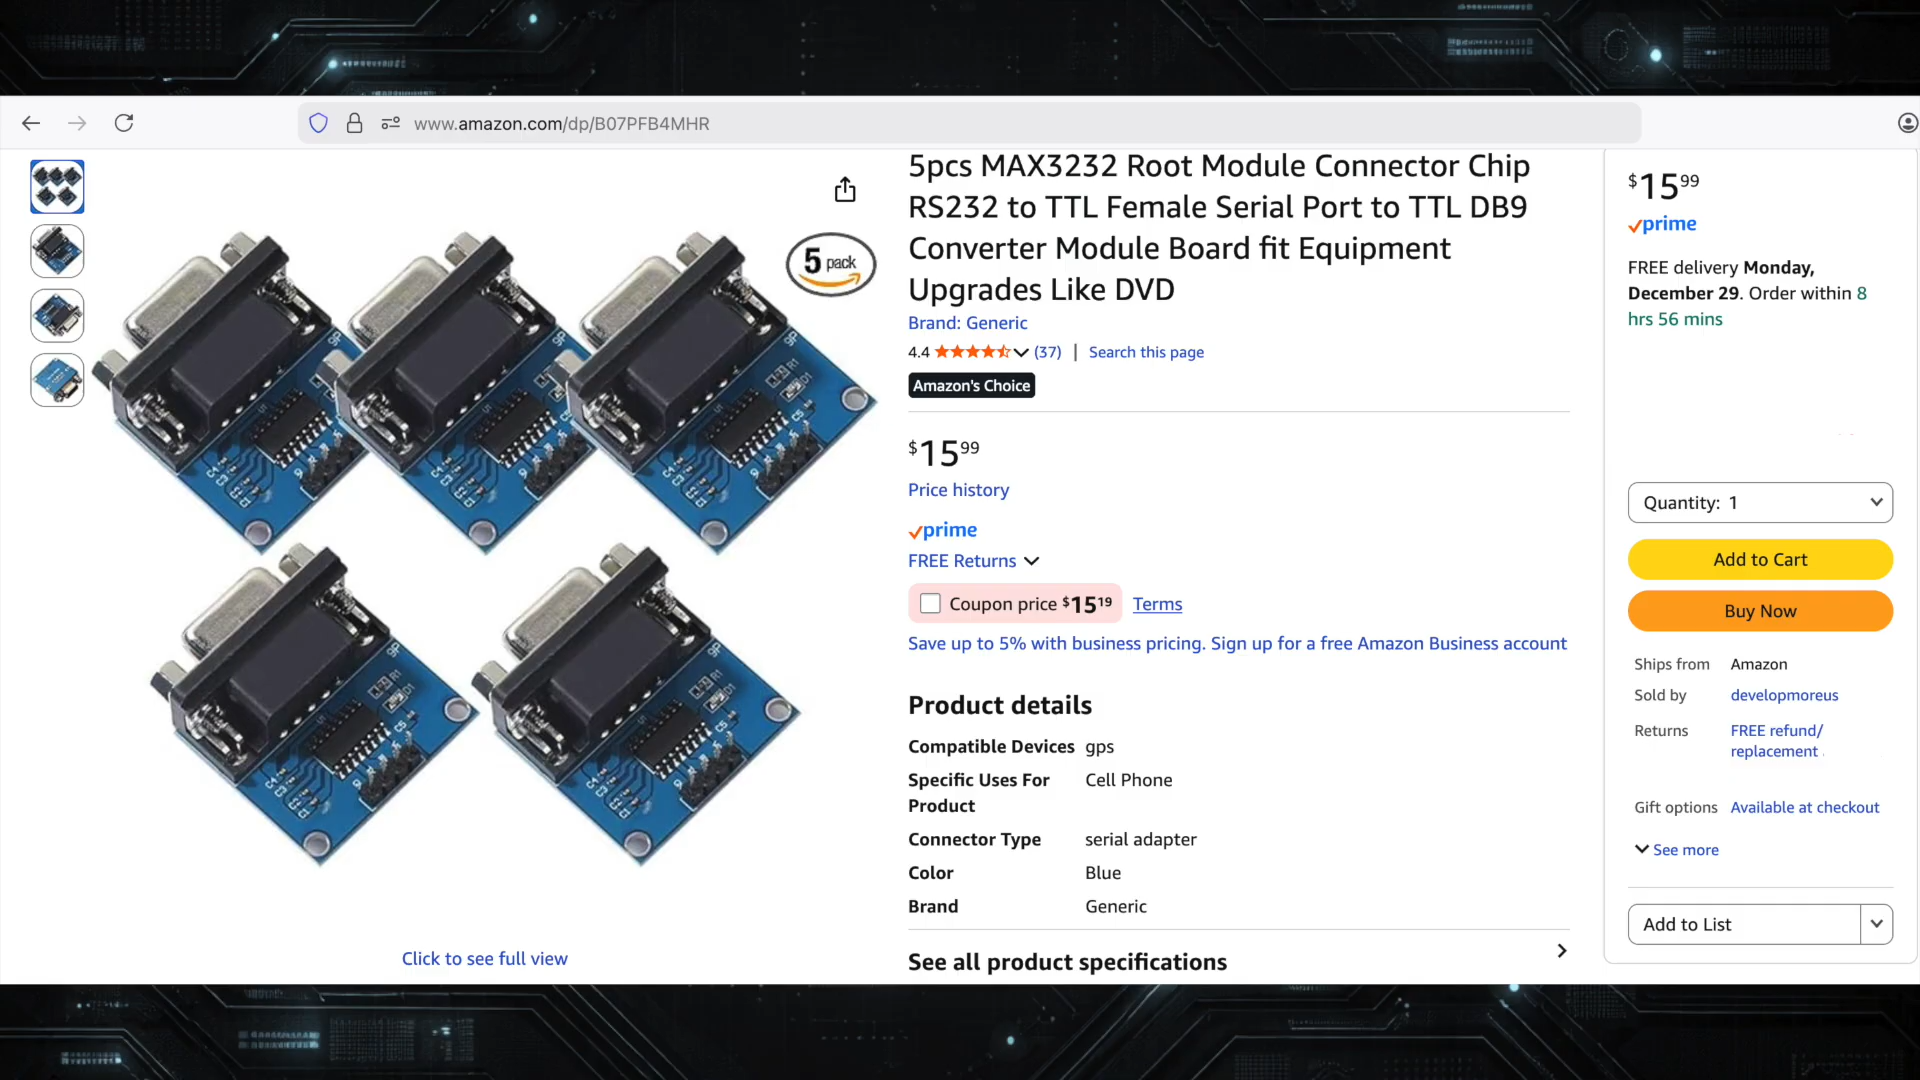 www.amazon.com/dp/B07PFB4MHR
5 pack
5pcs MAX3232 Root Module Connector Chip
RS232 to TTL Female Serial Port to TTL DB9
Converter Module Board fit Equipment
Upgrades Like DVD
Brand: Generic
4.4 (37) | Search this page
Amazon's Choice
$15.99
Price history
prime
FREE Returns
Coupon price $15.19 Terms
Save up to 5% with business pricing. Sign up for a free Amazon Business account
Product details
Compatible Devices gps
Specific Uses For Product Cell Phone
Connector Type serial adapter
Color Blue
Brand Generic
See all product specifications
Click to see full view
$15.99
prime
FREE delivery Monday,
December 29. Order within 8
hrs 56 mins
Quantity: 1
Add to Cart
Buy Now
Ships from Amazon
Sold by developmoreus
Returns FREE refund/
replacement
Gift options Available at checkout
See more
Add to List